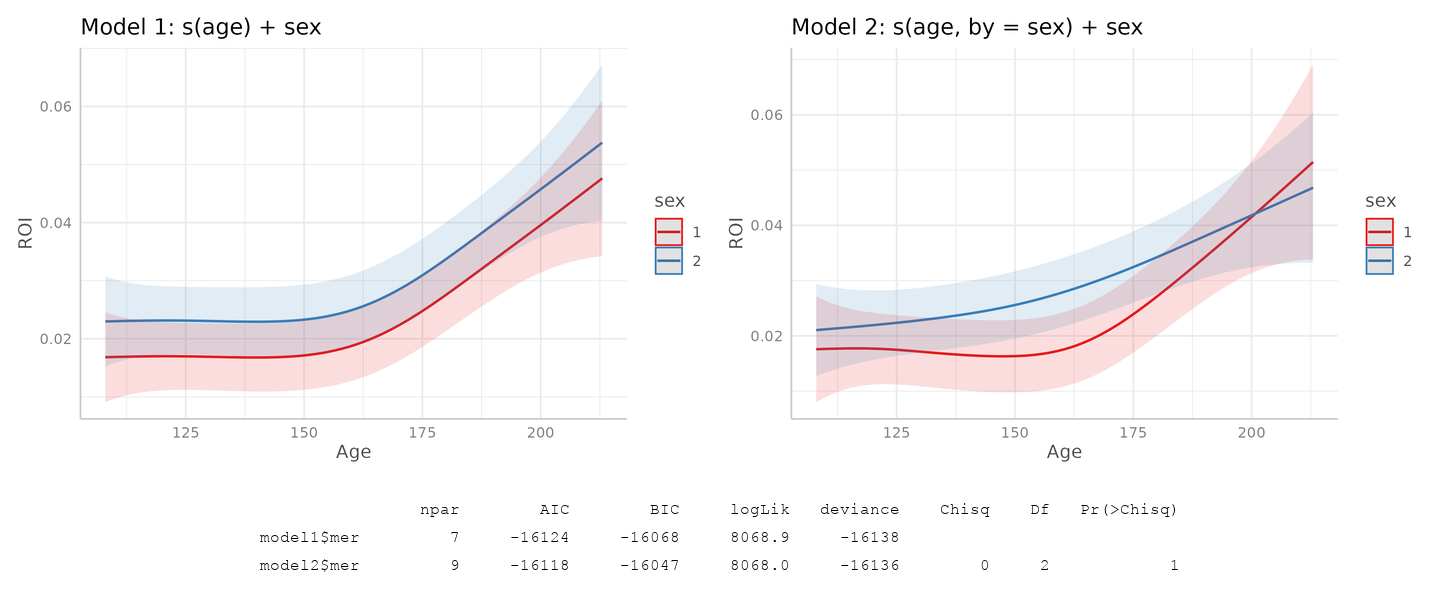 Model 1: s(age) + sex
0.06
0.04
0.02
ROI
125 150 175 200
Age
sex
1
2
Model 2: s(age, by = sex) + sex
0.06
0.04
0.02
ROI
125 150 175 200
Age
sex
1
2
npar AIC BIC logLik deviance Chisq Df Pr(>Chisq)
model1$mer 7 -16124 -16068 8068.9 -16138
model2$mer 9 -16118 -16047 8068.0 -16136 0 2 1